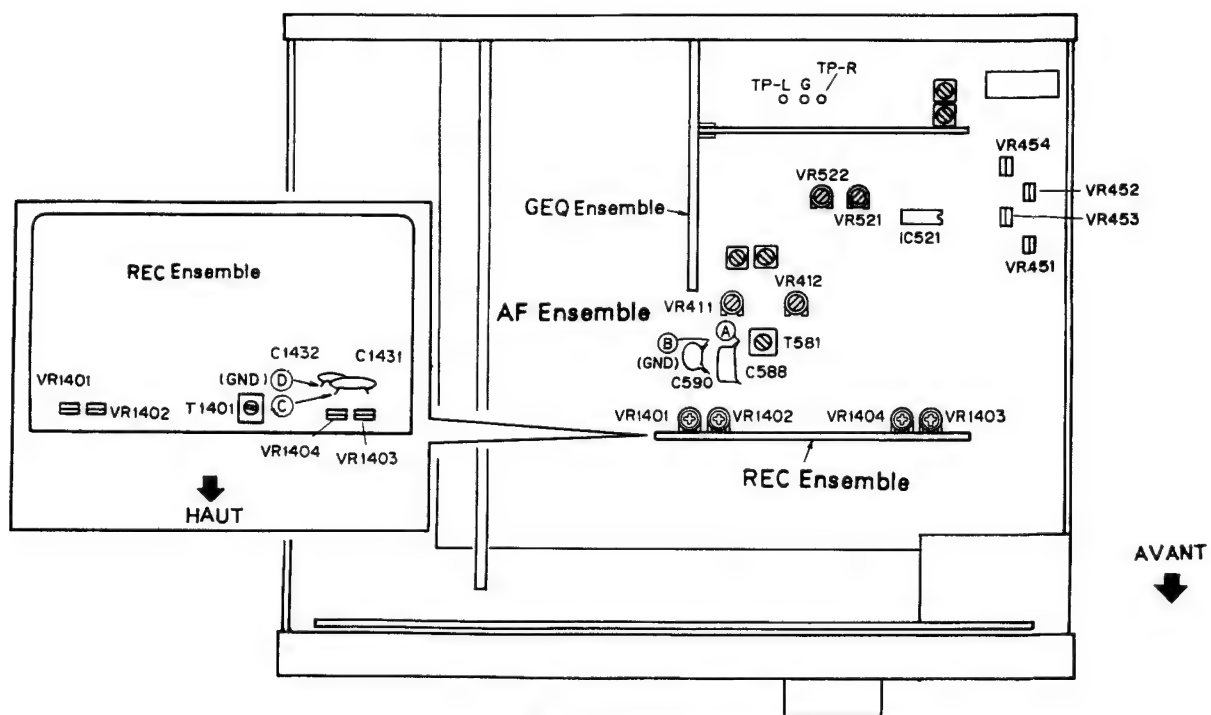 TP-L G TP-R
VR454
VR522
VR452
GEQ Ensemble
VR521
IC521
VR453
VR451
REC Ensemble
VR412
AF Ensemble
VR411
A
B
T581
(GND)
C590
C588
C1432
C1431
(GND) D
VR1401
VR1402
T1401
C
VR1404
VR1403
VR1401
VR1402
VR1404
VR1403
REC Ensemble
HAUT
AVANT